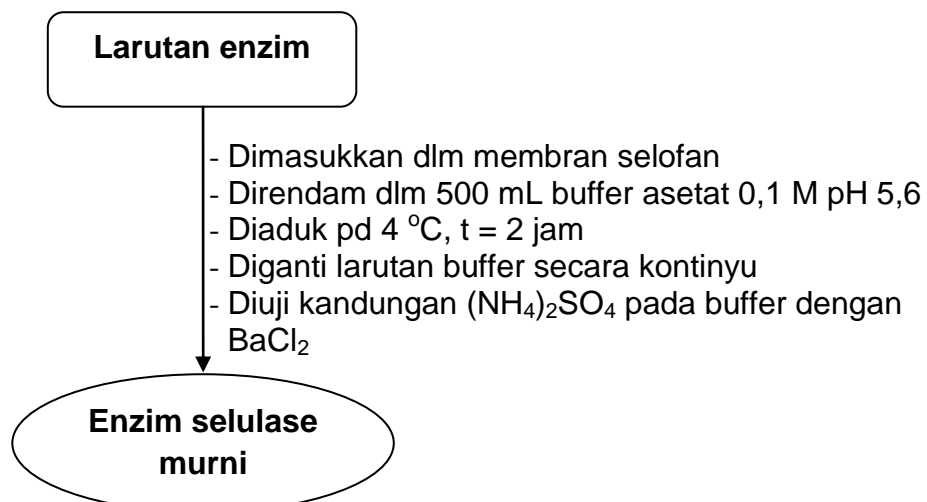 Larutan enzim
- Dimasukkan dlm membran selofan
- Direndam dlm 500 mL buffer asetat 0,1 M pH 5,6
- Diaduk pd 4 °C, t = 2 jam
- Diganti larutan buffer secara kontinyu
- Diuji kandungan (NH₄)₂SO₄ pada buffer dengan
BaCl₂
Enzim selulase
murni